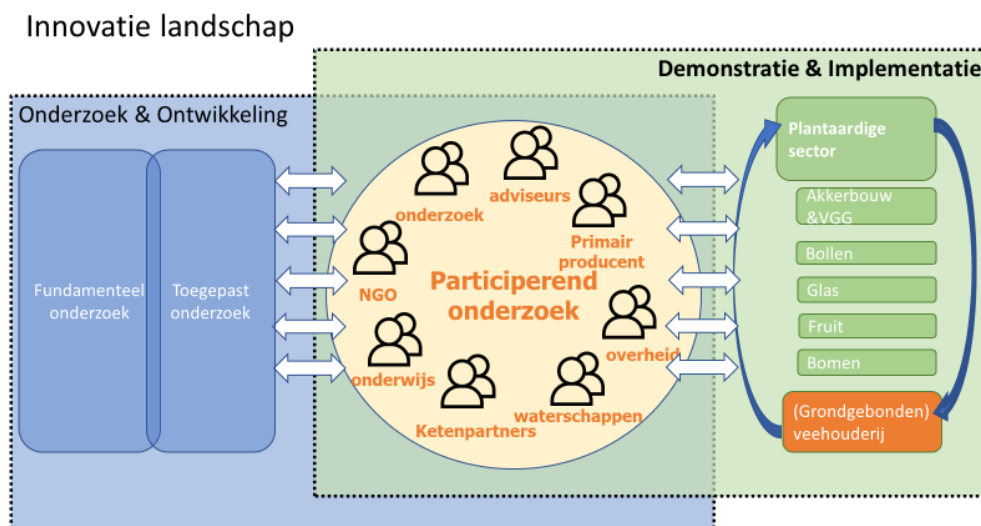 Innovatie landschap
Demonstratie & Implementatie
Onderzoek & Ontwikkeling
Fundamenteel
onderzoek
Toegepast
onderzoek
onderzoek
adviseurs
Primair
producent
NGO
Participerend
onderzoek
onderwijs
overheid
Ketenpartners
waterschappen
Plantaardige
sector
Akkerbouw
&VGG
Bollen
Glas
Fruit
Bomen
(Grondgebonden)
veehouderij